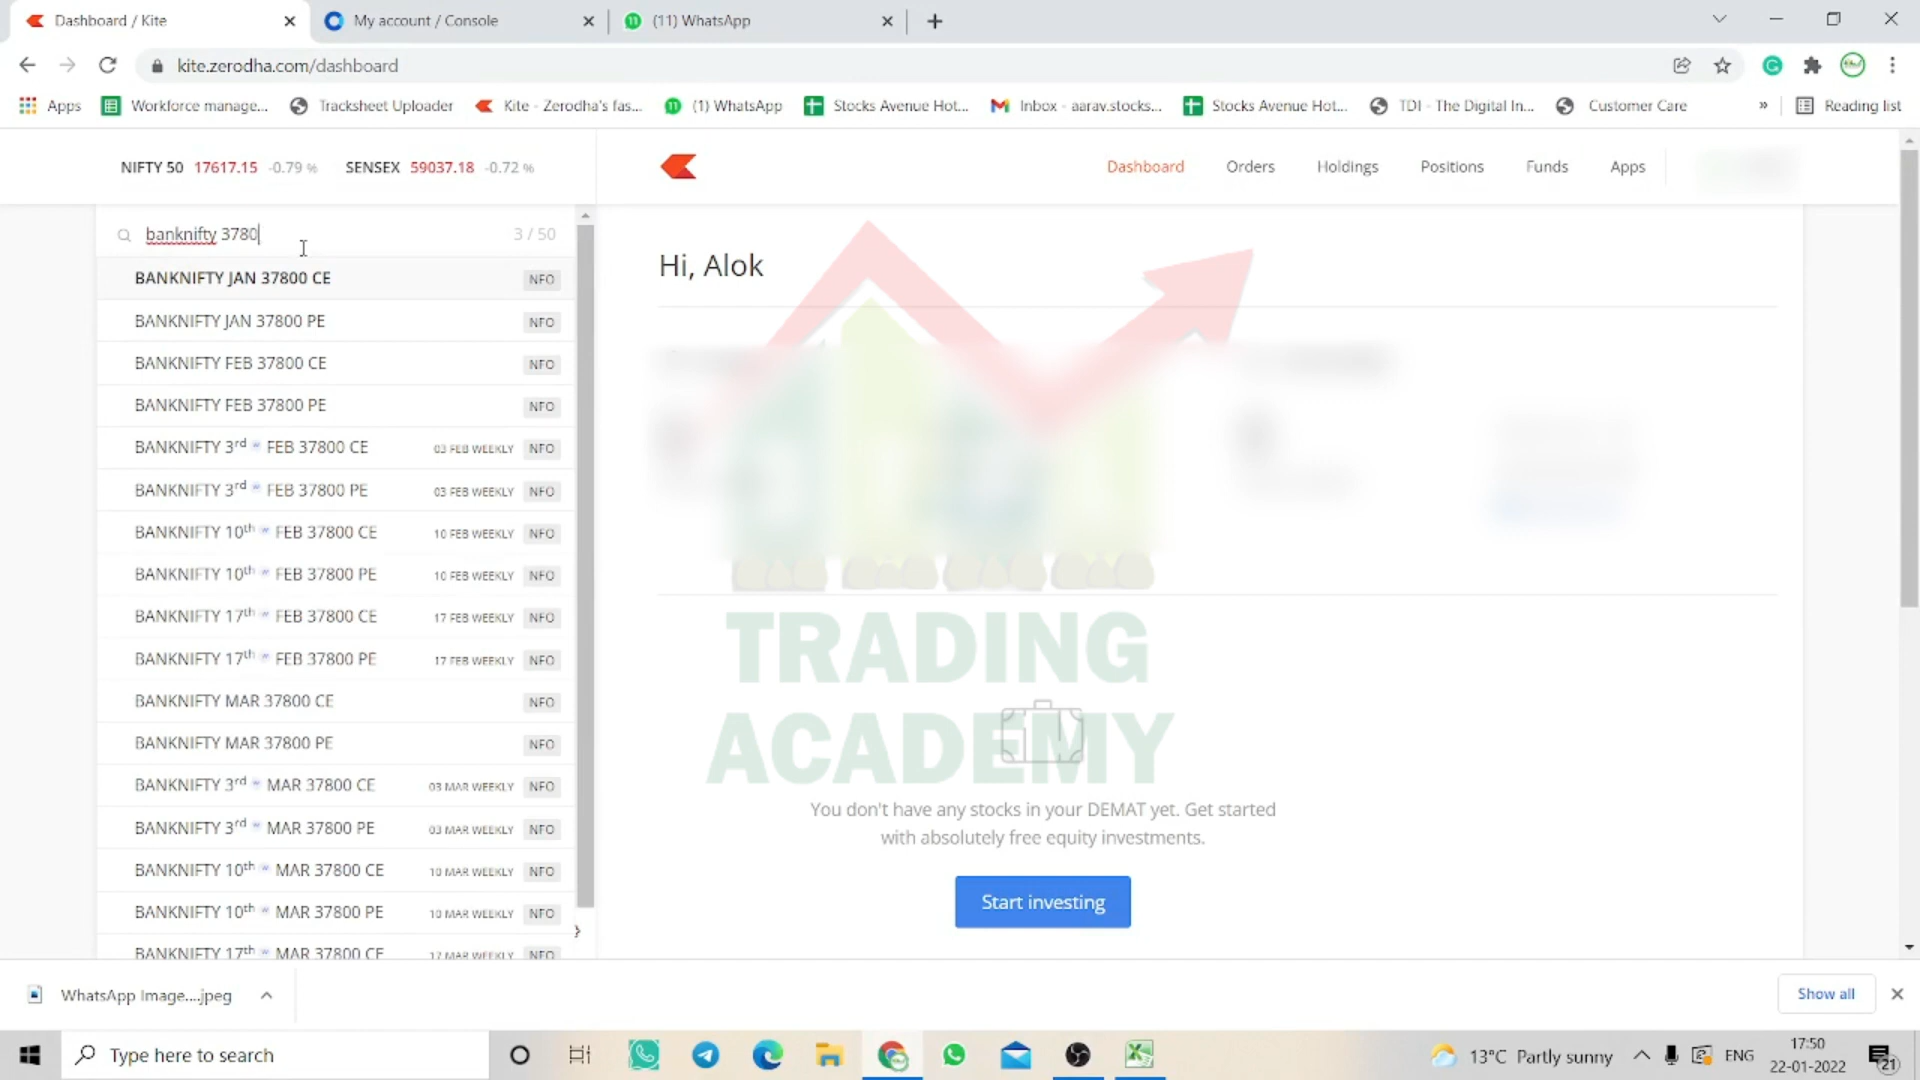 Dashboard / Kite
My account / Console
(11) WhatsApp
kite.zerodha.com/dashboard
Apps
Workforce manage...
Tracksheet Uploader
Kite - Zerodha's fas...
(1) WhatsApp
Stocks Avenue Hot...
Inbox - aarav.stocks...
Stocks Avenue Hot...
TDI - The Digital In...
Customer Care
»
Reading list
NIFTY 50 17617.15 -0.79 %
SENSEX 59037.18 -0.72 %
Dashboard
Orders
Holdings
Positions
Funds
Apps
banknifty 3780
3 / 50
BANKNIFTY JAN 37800 CE NFO
BANKNIFTY JAN 37800 PE NFO
BANKNIFTY FEB 37800 CE NFO
BANKNIFTY FEB 37800 PE NFO
BANKNIFTY 3rd w FEB 37800 CE 03 FEB WEEKLY NFO
BANKNIFTY 3rd w FEB 37800 PE 03 FEB WEEKLY NFO
BANKNIFTY 10th w FEB 37800 CE 10 FEB WEEKLY NFO
BANKNIFTY 10th w FEB 37800 PE 10 FEB WEEKLY NFO
BANKNIFTY 17th w FEB 37800 CE 17 FEB WEEKLY NFO
BANKNIFTY 17th w FEB 37800 PE 17 FEB WEEKLY NFO
BANKNIFTY MAR 37800 CE NFO
BANKNIFTY MAR 37800 PE NFO
BANKNIFTY 3rd w MAR 37800 CE 03 MAR WEEKLY NFO
BANKNIFTY 3rd w MAR 37800 PE 03 MAR WEEKLY NFO
BANKNIFTY 10th w MAR 37800 CE 10 MAR WEEKLY NFO
BANKNIFTY 10th w MAR 37800 PE 10 MAR WEEKLY NFO
BANKNIFTY 17th w MAR 37800 CE 17 MAR WEEKLY NFO
Hi, Alok
TRADING
ACADEMY
You don't have any stocks in your DEMAT yet. Get started
with absolutely free equity investments.
Start investing
WhatsApp Image....jpeg
Show all
Type here to search
13°C Partly sunny
ENG
17:50
22-01-2022
21